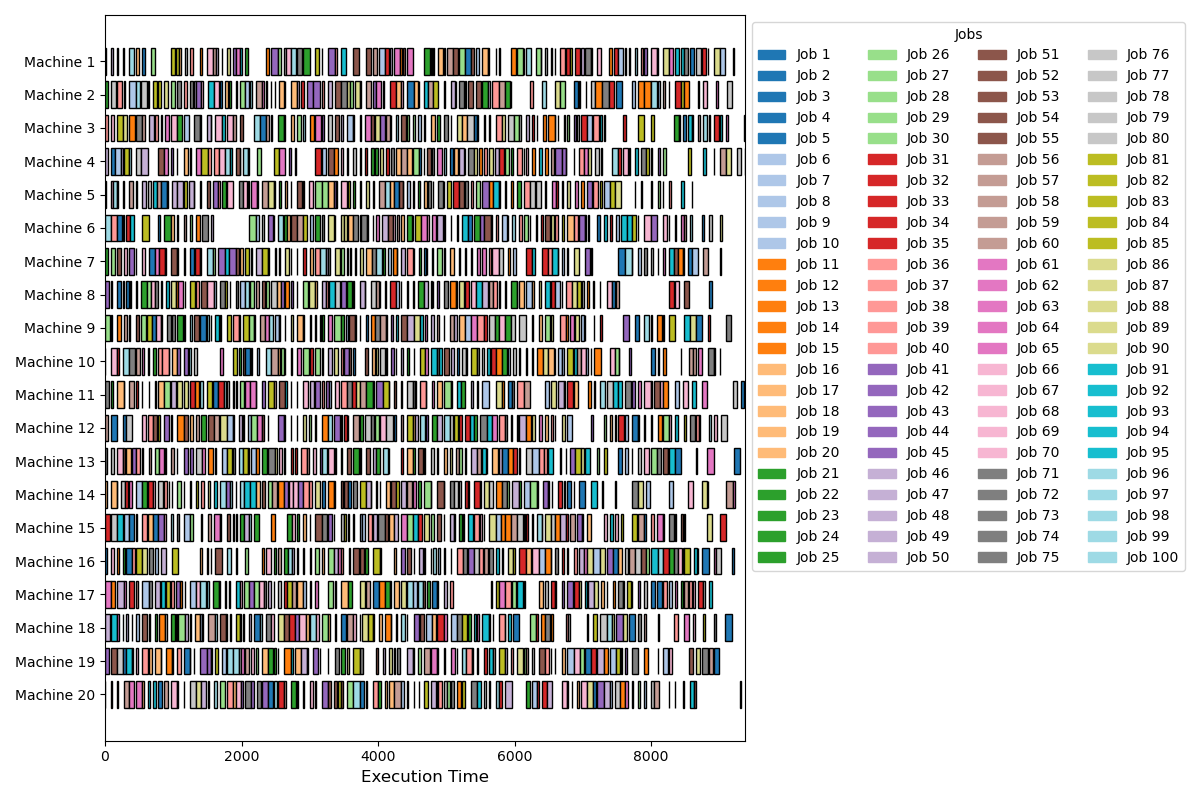 Machine 1
Machine 2
Machine 3
Machine 4
Machine 5
Machine 6
Machine 7
Machine 8
Machine 9
Machine 10
Machine 11
Machine 12
Machine 13
Machine 14
Machine 15
Machine 16
Machine 17
Machine 18
Machine 19
Machine 20
0 2000 4000 6000 8000
Execution Time
Jobs
Job 1 Job 26 Job 51 Job 76
Job 2 Job 27 Job 52 Job 77
Job 3 Job 28 Job 53 Job 78
Job 4 Job 29 Job 54 Job 79
Job 5 Job 30 Job 55 Job 80
Job 6 Job 31 Job 56 Job 81
Job 7 Job 32 Job 57 Job 82
Job 8 Job 33 Job 58 Job 83
Job 9 Job 34 Job 59 Job 84
Job 10 Job 35 Job 60 Job 85
Job 11 Job 36 Job 61 Job 86
Job 12 Job 37 Job 62 Job 87
Job 13 Job 38 Job 63 Job 88
Job 14 Job 39 Job 64 Job 89
Job 15 Job 40 Job 65 Job 90
Job 16 Job 41 Job 66 Job 91
Job 17 Job 42 Job 67 Job 92
Job 18 Job 43 Job 68 Job 93
Job 19 Job 44 Job 69 Job 94
Job 20 Job 45 Job 70 Job 95
Job 21 Job 46 Job 71 Job 96
Job 22 Job 47 Job 72 Job 97
Job 23 Job 48 Job 73 Job 98
Job 24 Job 49 Job 74 Job 99
Job 25 Job 50 Job 75 Job 100